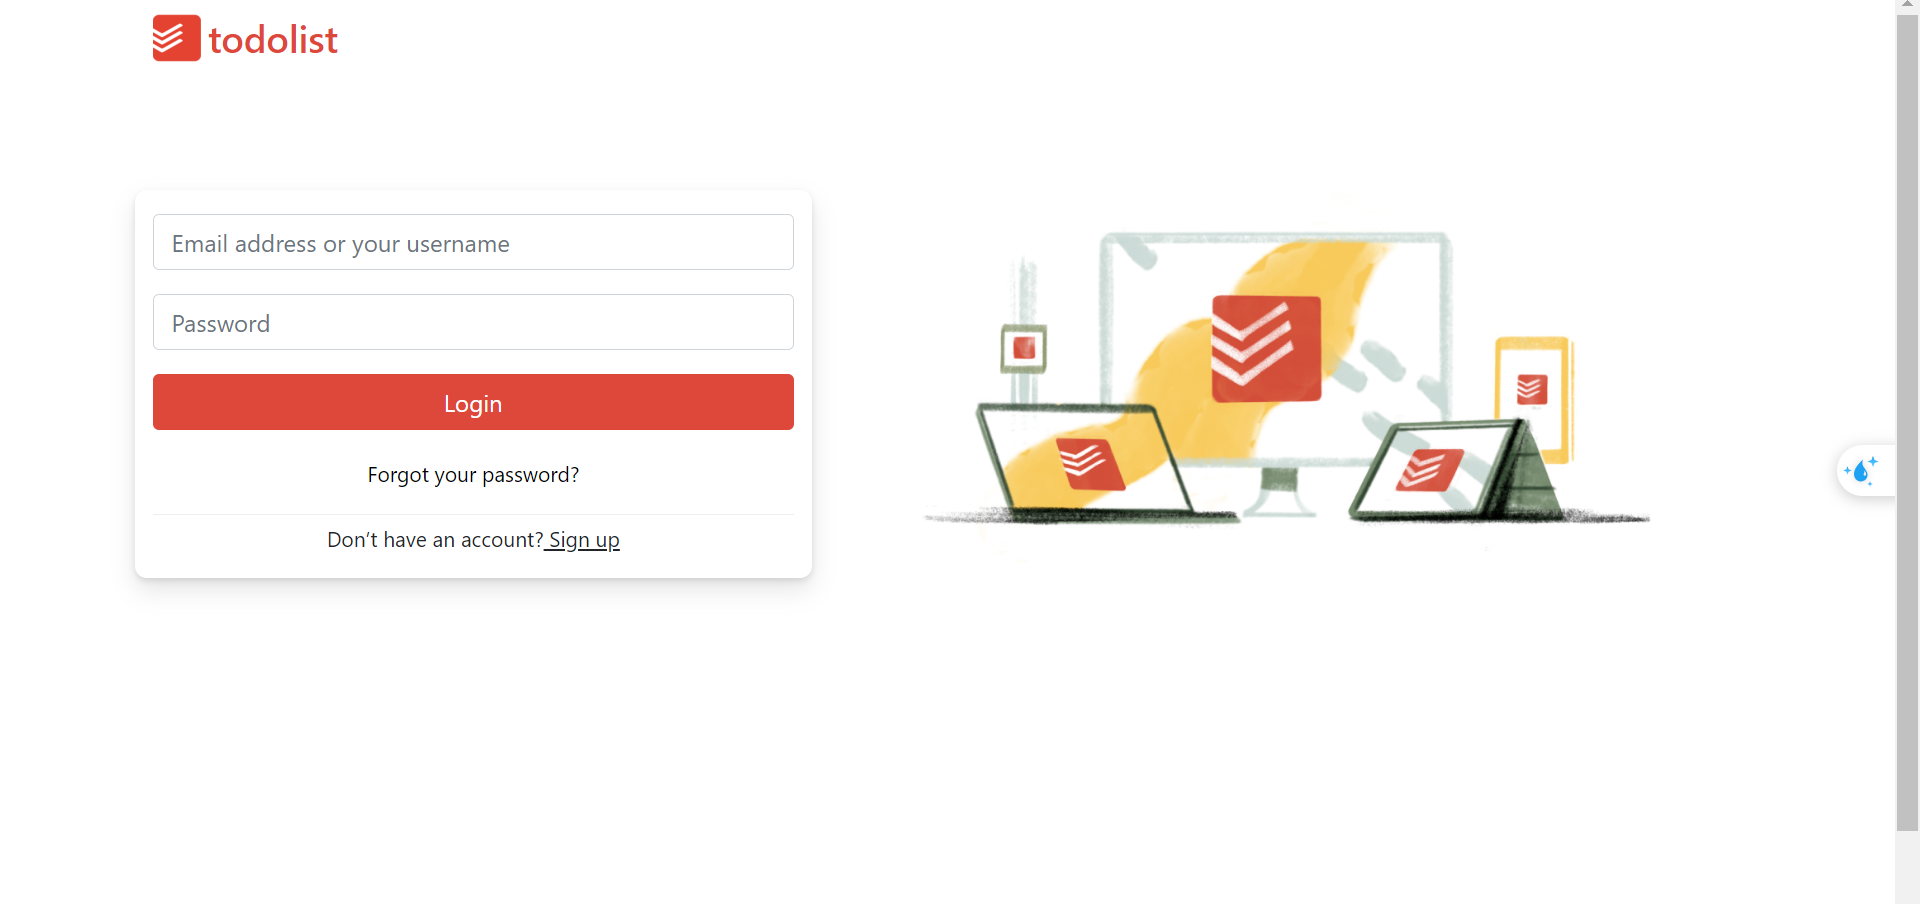 todolist
Email address or your username
Password
Login
Forgot your password?
Don’t have an account? Sign up